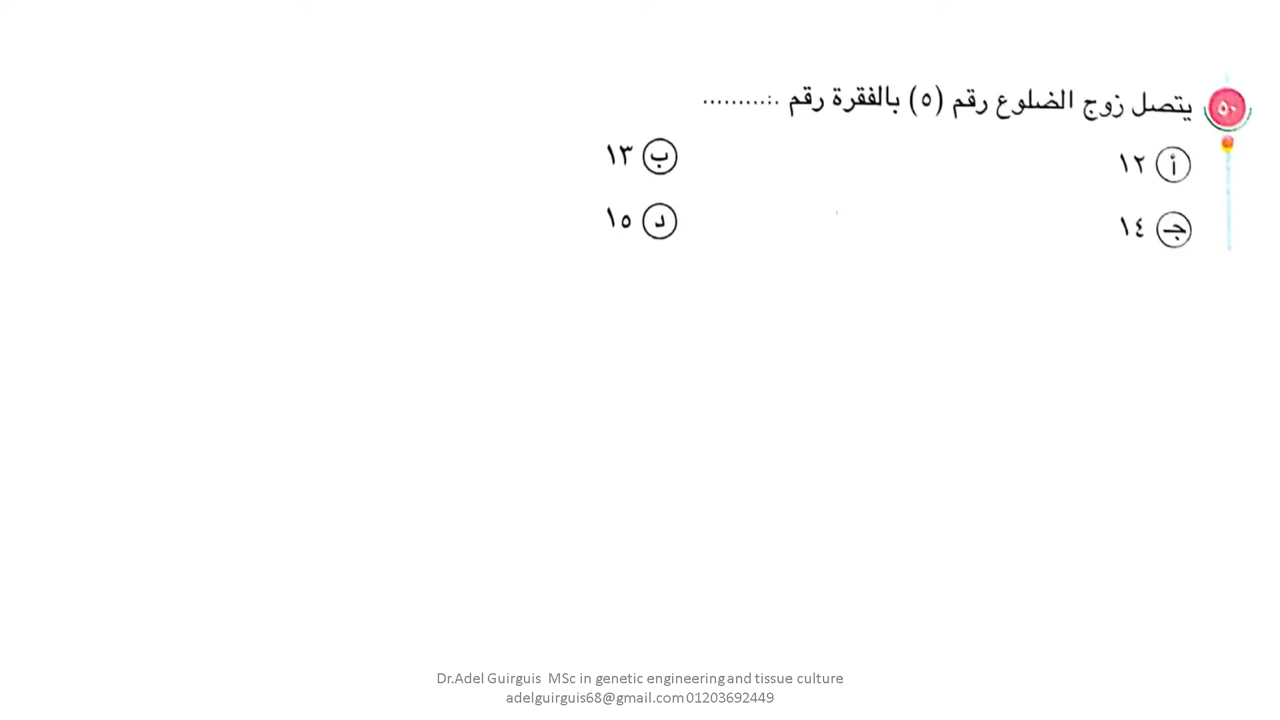 ٥٠ يتصل زوج الضلوع رقم (٥) بالفقرة رقم .:.........
أ ١٢
ب ١٣
جـ ١٤
د ١٥
Dr.Adel Guirguis MSc in genetic engineering and tissue culture
adelguirguis68@gmail.com 01203692449